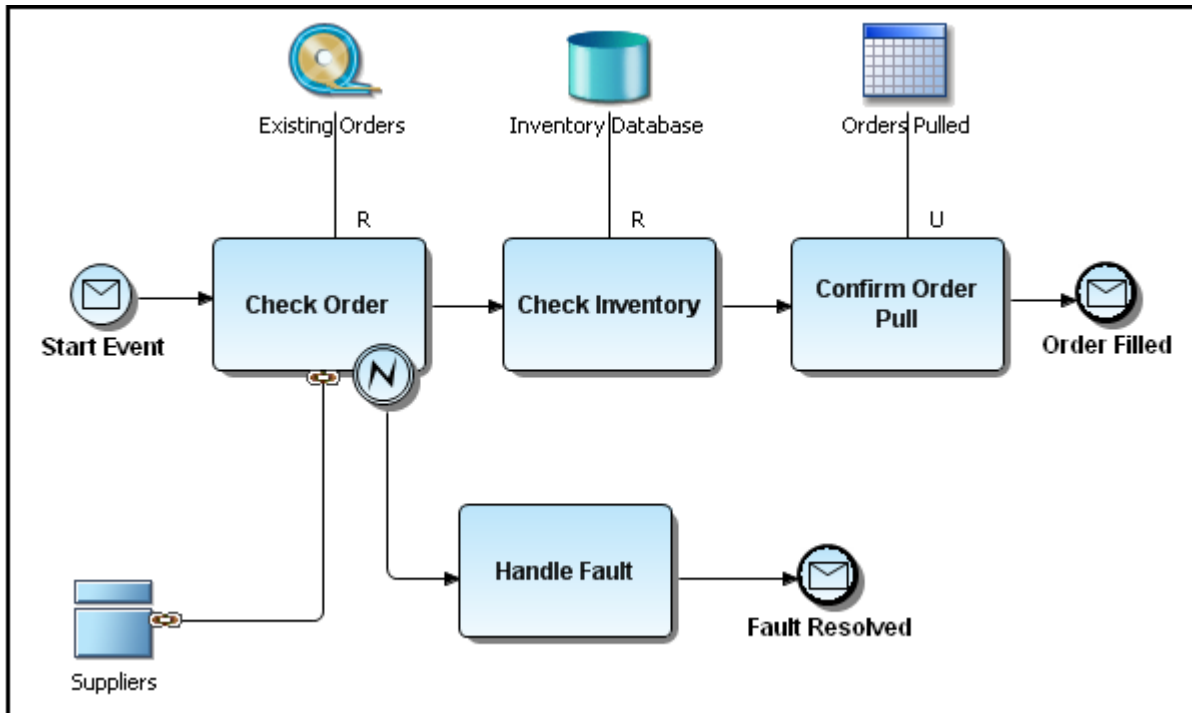 Existing Orders
Inventory Database
Orders Pulled
R
R
U
Check Order
Check Inventory
Confirm Order
Pull
Start Event
Order Filled
Handle Fault
Fault Resolved
Suppliers